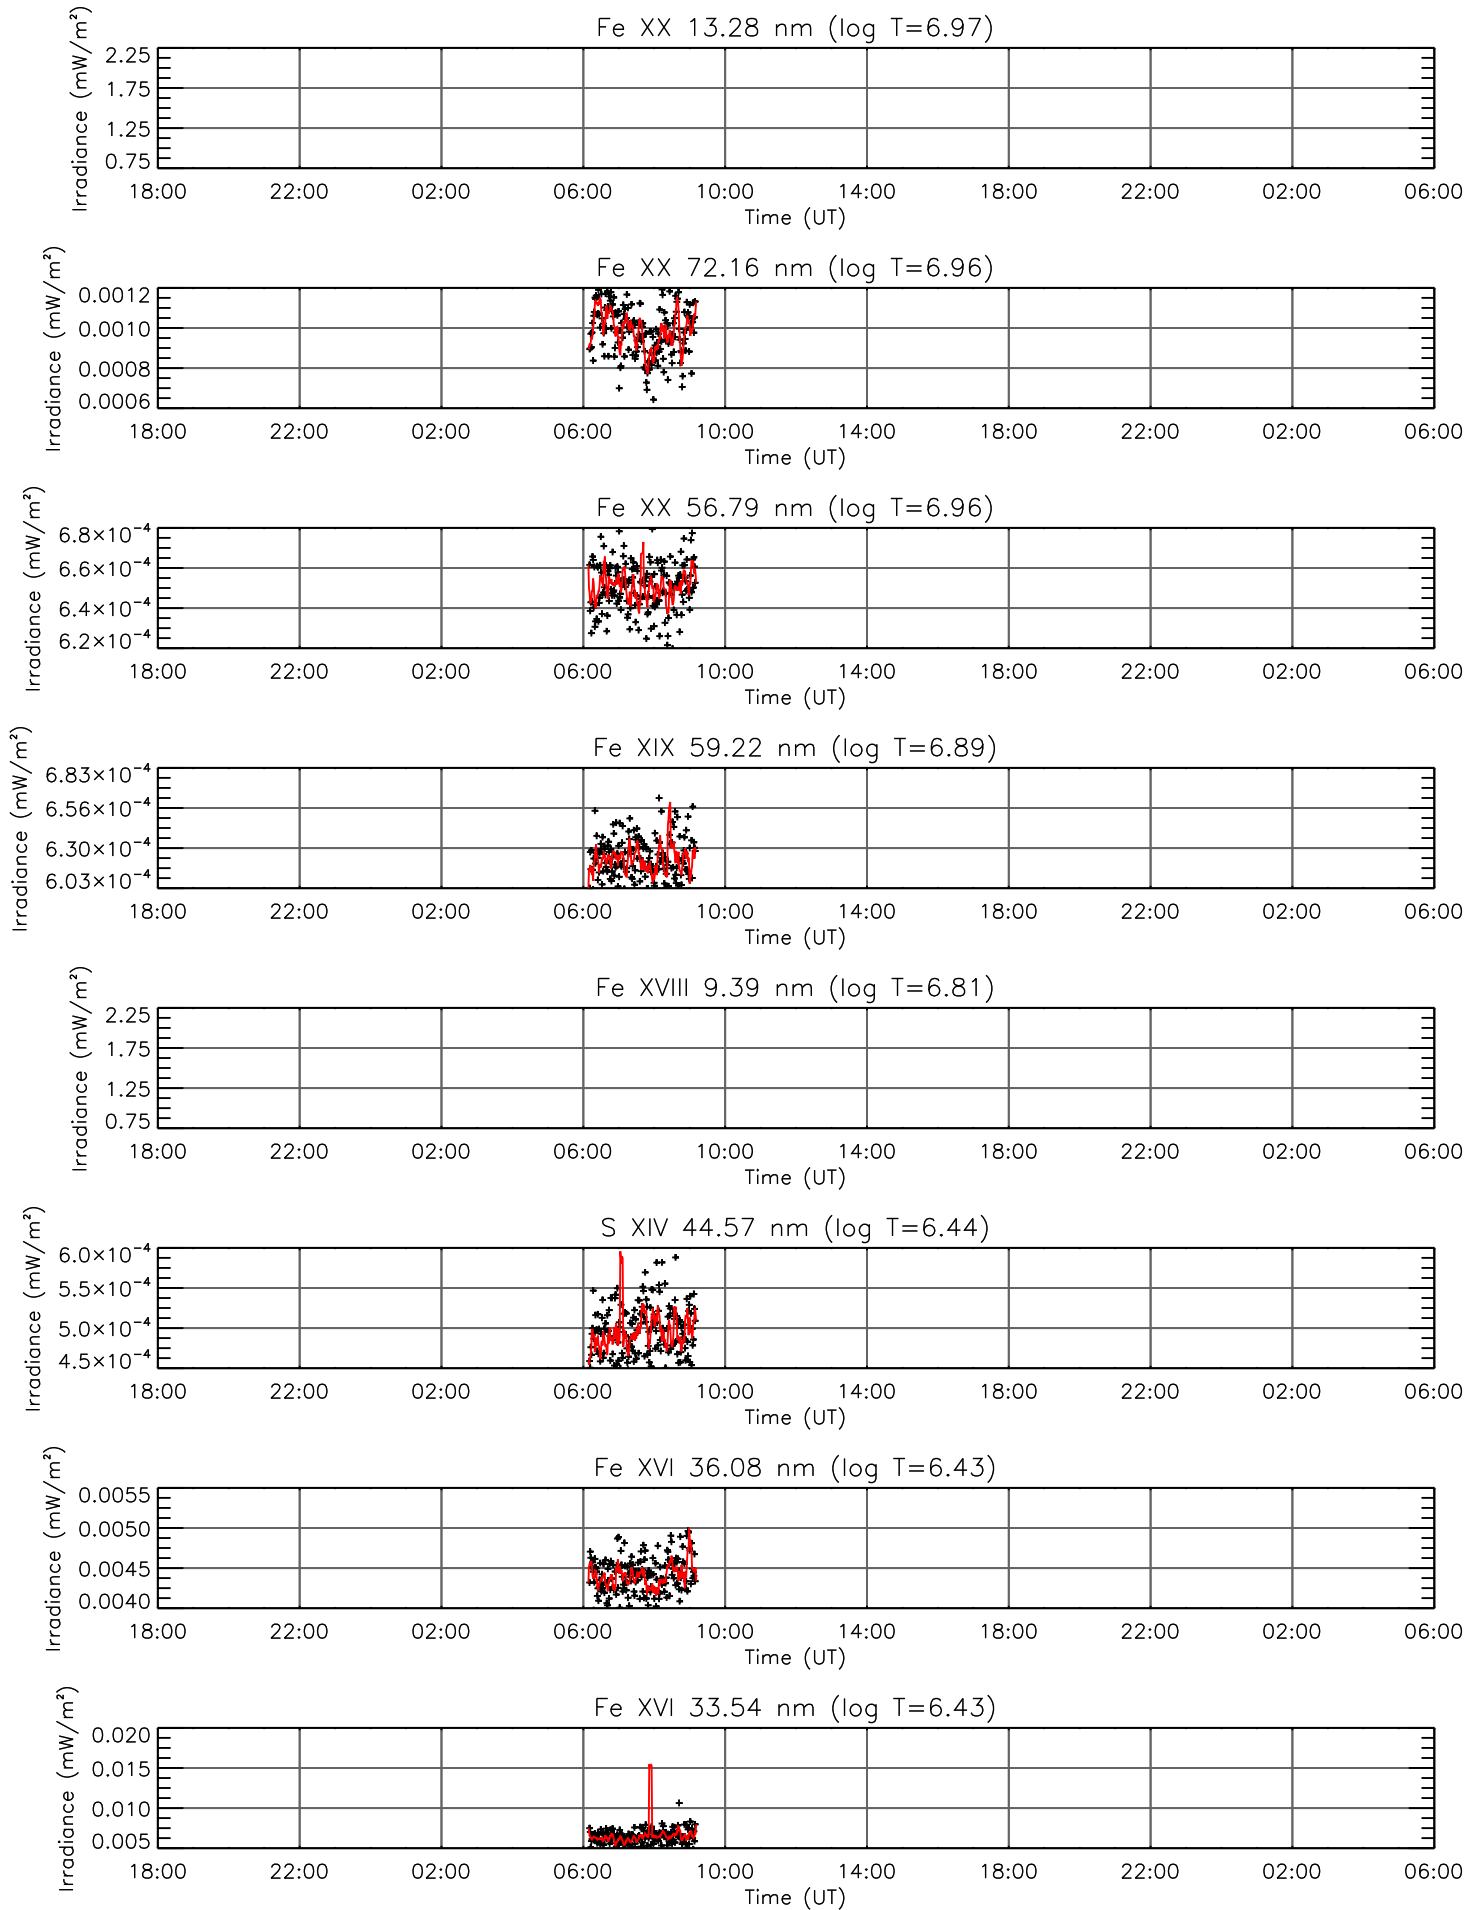 Fe XX 13.28 nm (log T=6.97)
Irradiance (mW/m²)
2.25
1.75
1.25
0.75
18:00 22:00 02:00 06:00 10:00 14:00 18:00 22:00 02:00 06:00
Time (UT)
Fe XX 72.16 nm (log T=6.96)
Irradiance (mW/m²)
0.0012
0.0010
0.0008
0.0006
18:00 22:00 02:00 06:00 10:00 14:00 18:00 22:00 02:00 06:00
Time (UT)
Fe XX 56.79 nm (log T=6.96)
Irradiance (mW/m²)
6.8×10⁻⁴
6.6×10⁻⁴
6.4×10⁻⁴
6.2×10⁻⁴
18:00 22:00 02:00 06:00 10:00 14:00 18:00 22:00 02:00 06:00
Time (UT)
Fe XIX 59.22 nm (log T=6.89)
Irradiance (mW/m²)
6.83×10⁻⁴
6.56×10⁻⁴
6.30×10⁻⁴
6.03×10⁻⁴
18:00 22:00 02:00 06:00 10:00 14:00 18:00 22:00 02:00 06:00
Time (UT)
Fe XVIII 9.39 nm (log T=6.81)
Irradiance (mW/m²)
2.25
1.75
1.25
0.75
18:00 22:00 02:00 06:00 10:00 14:00 18:00 22:00 02:00 06:00
Time (UT)
S XIV 44.57 nm (log T=6.44)
Irradiance (mW/m²)
6.0×10⁻⁴
5.5×10⁻⁴
5.0×10⁻⁴
4.5×10⁻⁴
18:00 22:00 02:00 06:00 10:00 14:00 18:00 22:00 02:00 06:00
Time (UT)
Fe XVI 36.08 nm (log T=6.43)
Irradiance (mW/m²)
0.0055
0.0050
0.0045
0.0040
18:00 22:00 02:00 06:00 10:00 14:00 18:00 22:00 02:00 06:00
Time (UT)
Fe XVI 33.54 nm (log T=6.43)
Irradiance (mW/m²)
0.020
0.015
0.010
0.005
18:00 22:00 02:00 06:00 10:00 14:00 18:00 22:00 02:00 06:00
Time (UT)